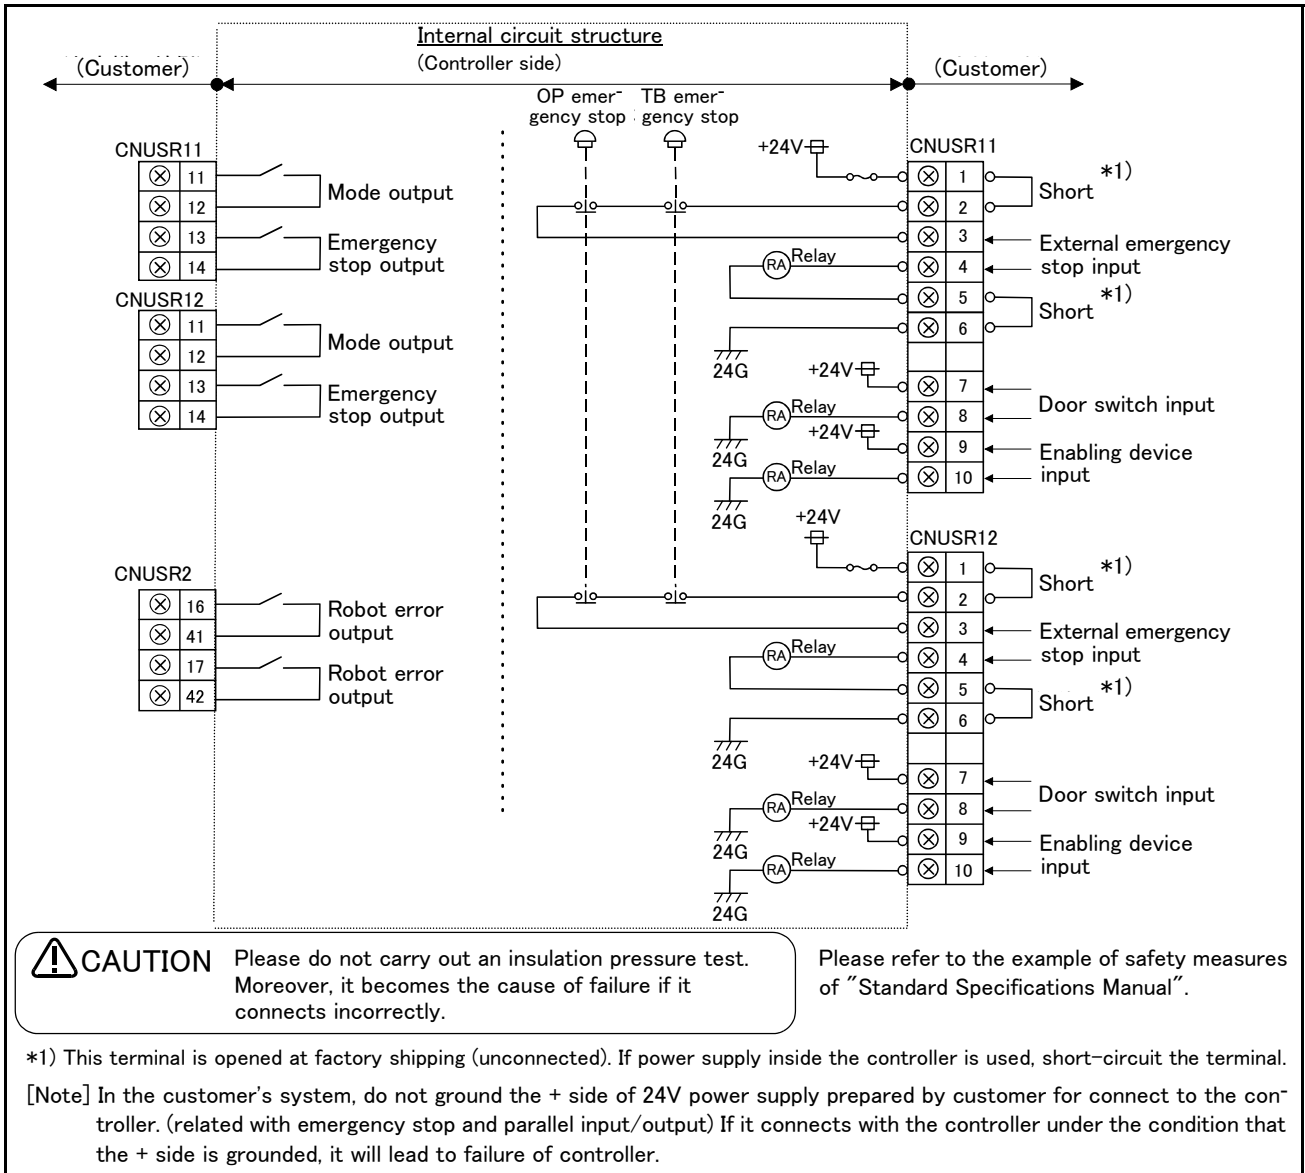 Internal circuit structure
(Controller side)
(Customer)
(Customer)
OP emer-
gency stop
TB emer-
gency stop
CNUSR11
11
12
13
14
Mode output
Emergency
stop output
CNUSR12
11
12
13
14
Mode output
Emergency
stop output
CNUSR2
16
41
17
42
Robot error
output
Robot error
output
+24V
CNUSR11
1
2
3
4
5
6
7
8
9
10
Short *1)
External emergency
stop input
RA Relay
Short *1)
24G
+24V
Door switch input
RA Relay
24G
+24V
Enabling device
input
RA Relay
24G
+24V
CNUSR12
1
2
3
4
5
6
7
8
9
10
Short *1)
External emergency
stop input
RA Relay
Short *1)
24G
+24V
Door switch input
RA Relay
24G
+24V
Enabling device
input
RA Relay
24G
CAUTION
Please do not carry out an insulation pressure test.
Moreover, it becomes the cause of failure if it
connects incorrectly.
Please refer to the example of safety measures
of "Standard Specifications Manual".
*1) This terminal is opened at factory shipping (unconnected). If power supply inside the controller is used, short-circuit the terminal.
[Note] In the customer's system, do not ground the + side of 24V power supply prepared by customer for connect to the con-
troller. (related with emergency stop and parallel input/output) If it connects with the controller under the condition that
the + side is grounded, it will lead to failure of controller.